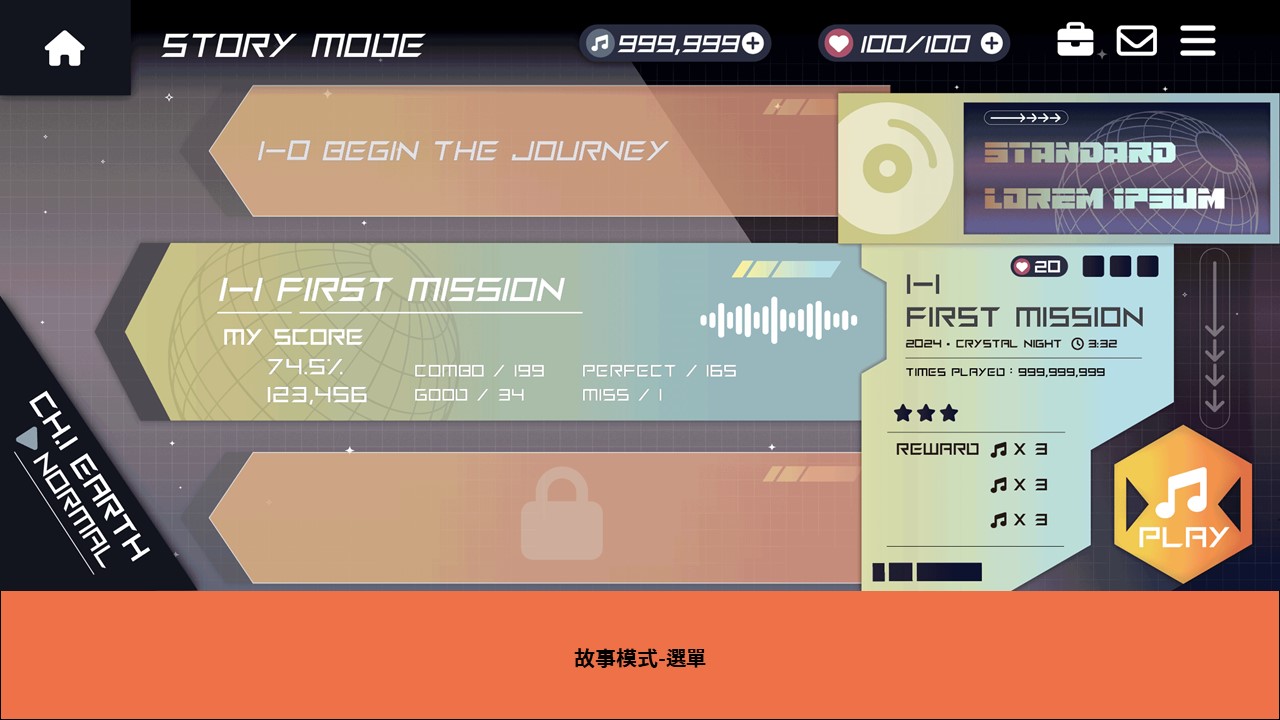 STORY MODE
999,999
100/100
1-0 BEGIN THE JOURNEY
STANDARD
LOREM IPSUM
1-1 FIRST MISSION
MY SCORE
74.5%
123,456
COMBO / 199
PERFECT / 165
GOOD / 34
MISS / 1
20
1-1
FIRST MISSION
2024 • CRYSTAL NIGHT 3:32
TIMES PLAYED : 999,999,999
REWARD X 3
X 3
X 3
PLAY
CH.1 EARTH
NORMAL
故事模式-選單